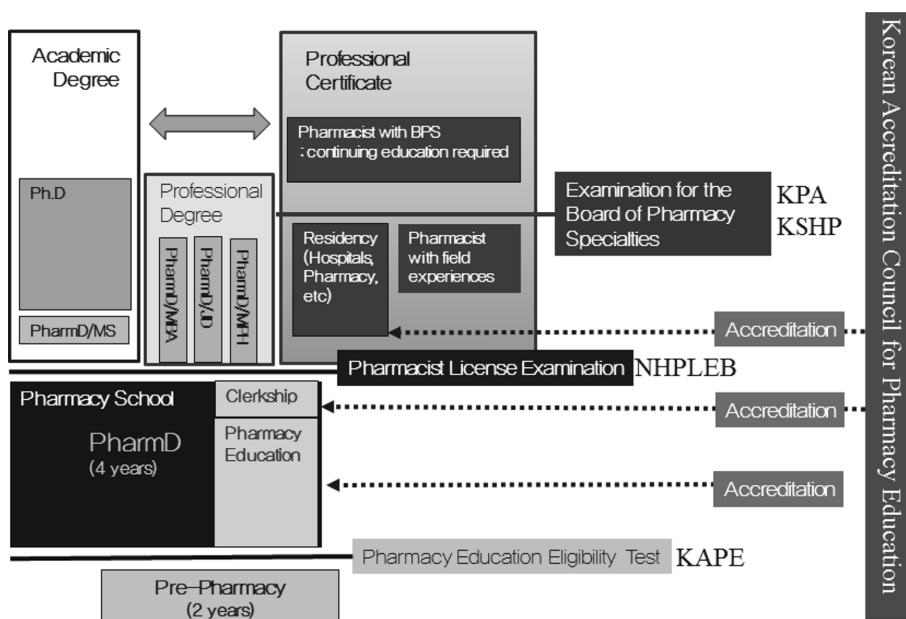 Academic
Degree
Ph.D
PharmD/MS
Professional
Degree
PharmD/MBA
PharmD/JD
PharmD/MPH
Professional
Certificate
Pharmacist with BPS
: continuing education required
Residency
(Hospitals,
Pharmacy,
etc)
Pharmacist
with field
experiences
Examination for the
Board of Pharmacy
Specialties
KPA
KSHP
Accreditation
Pharmacist License Examination
NHPLEB
Pharmacy School
PharmD
(4 years)
Clerkship
Pharmacy
Education
Accreditation
Accreditation
Pharmacy Education Eligibility Test
KAPE
Pre-Pharmacy
(2 years)
Korean Accreditation Council for Pharmacy Education